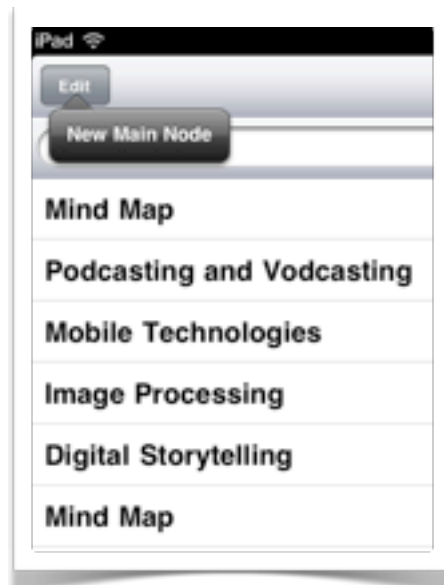 iPad
Edit
New Main Node
Mind Map
Podcasting and Vodcasting
Mobile Technologies
Image Processing
Digital Storytelling
Mind Map